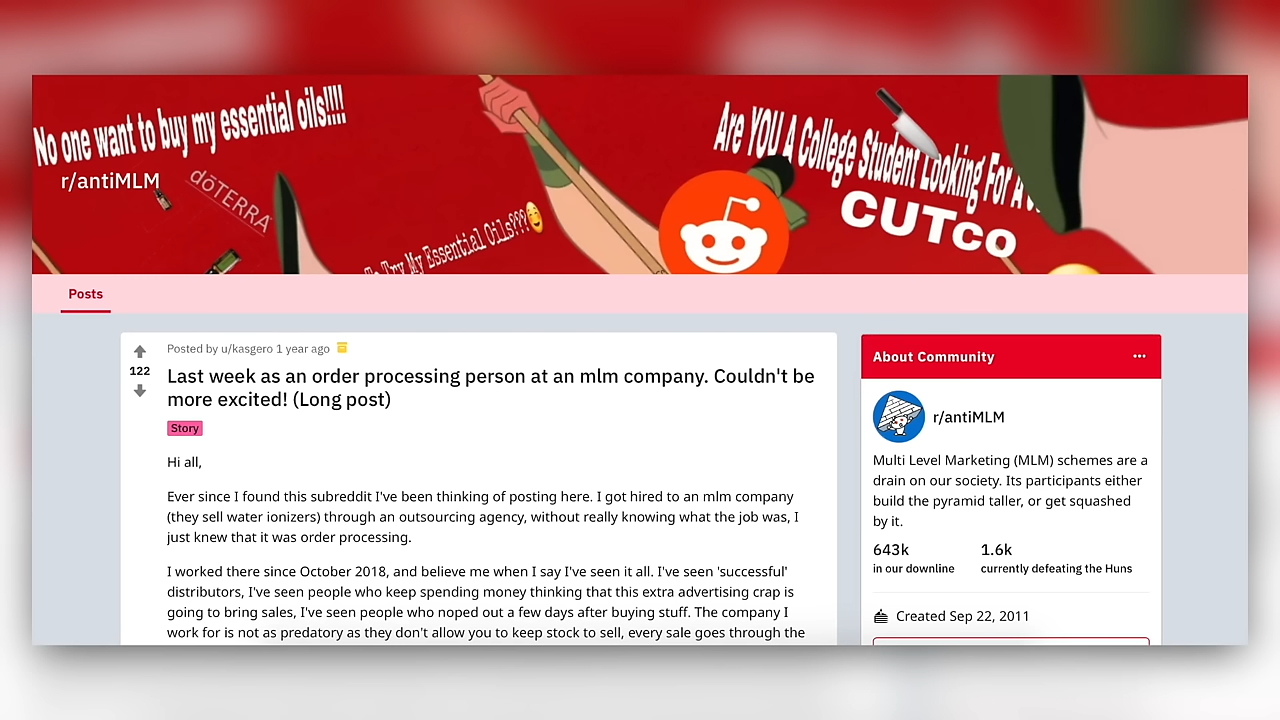 No one want to buy my essential oils!!!!
r/antiMLM
dōTERRA
To Try My Essential Oils???
Are YOU A College Student Looking For A
CUTCO
Posts
122
Posted by u/kasgero 1 year ago
Last week as an order processing person at an mlm company. Couldn't be
more excited! (Long post)
Story
Hi all,
Ever since I found this subreddit I've been thinking of posting here. I got hired to an mlm company
(they sell water ionizers) through an outsourcing agency, without really knowing what the job was, I
just knew that it was order processing.
I worked there since October 2018, and believe me when I say I've seen it all. I've seen 'successful'
distributors, I've seen people who keep spending money thinking that this extra advertising crap is
going to bring sales, I've seen people who noped out a few days after buying stuff. The company I
work for is not as predatory as they don't allow you to keep stock to sell, every sale goes through the
About Community
r/antiMLM
Multi Level Marketing (MLM) schemes are a
drain on our society. Its participants either
build the pyramid taller, or get squashed
by it.
643k 1.6k
in our downline currently defeating the Huns
Created Sep 22, 2011